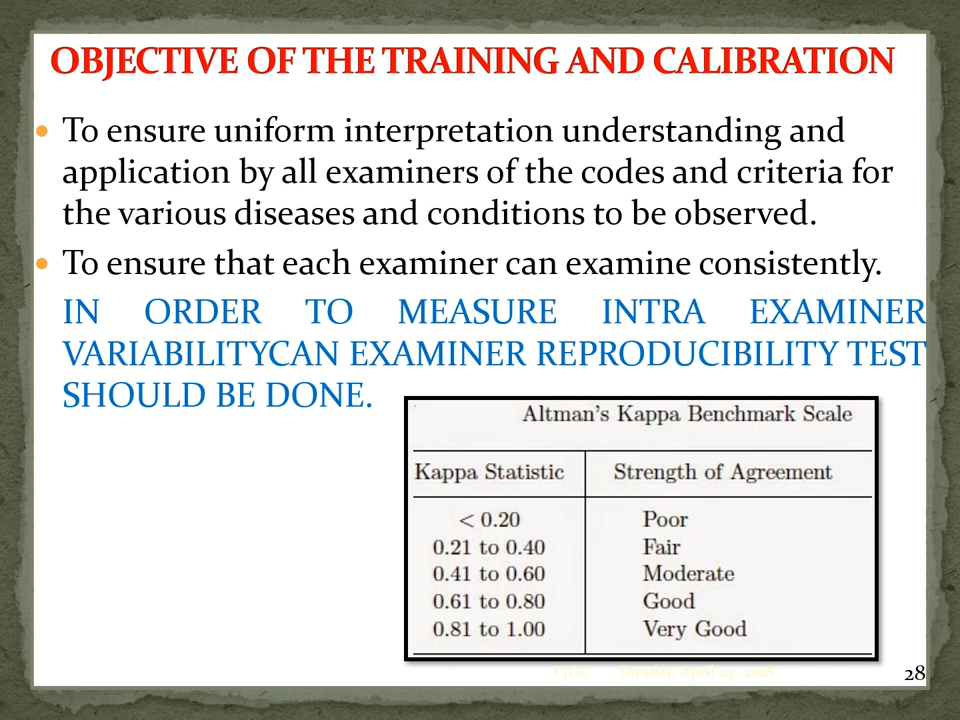 OBJECTIVE OF THE TRAINING AND CALIBRATION
• To ensure uniform interpretation understanding and
application by all examiners of the codes and criteria for
the various diseases and conditions to be observed.
• To ensure that each examiner can examine consistently.
IN ORDER TO MEASURE INTRA EXAMINER
VARIABILITYCAN EXAMINER REPRODUCIBILITY TEST
SHOULD BE DONE.
Altman's Kappa Benchmark Scale
Kappa Statistic Strength of Agreement
< 0.20 Poor
0.21 to 0.40 Fair
0.41 to 0.60 Moderate
0.61 to 0.80 Good
0.81 to 1.00 Very Good
Tuesday, April 24,
28